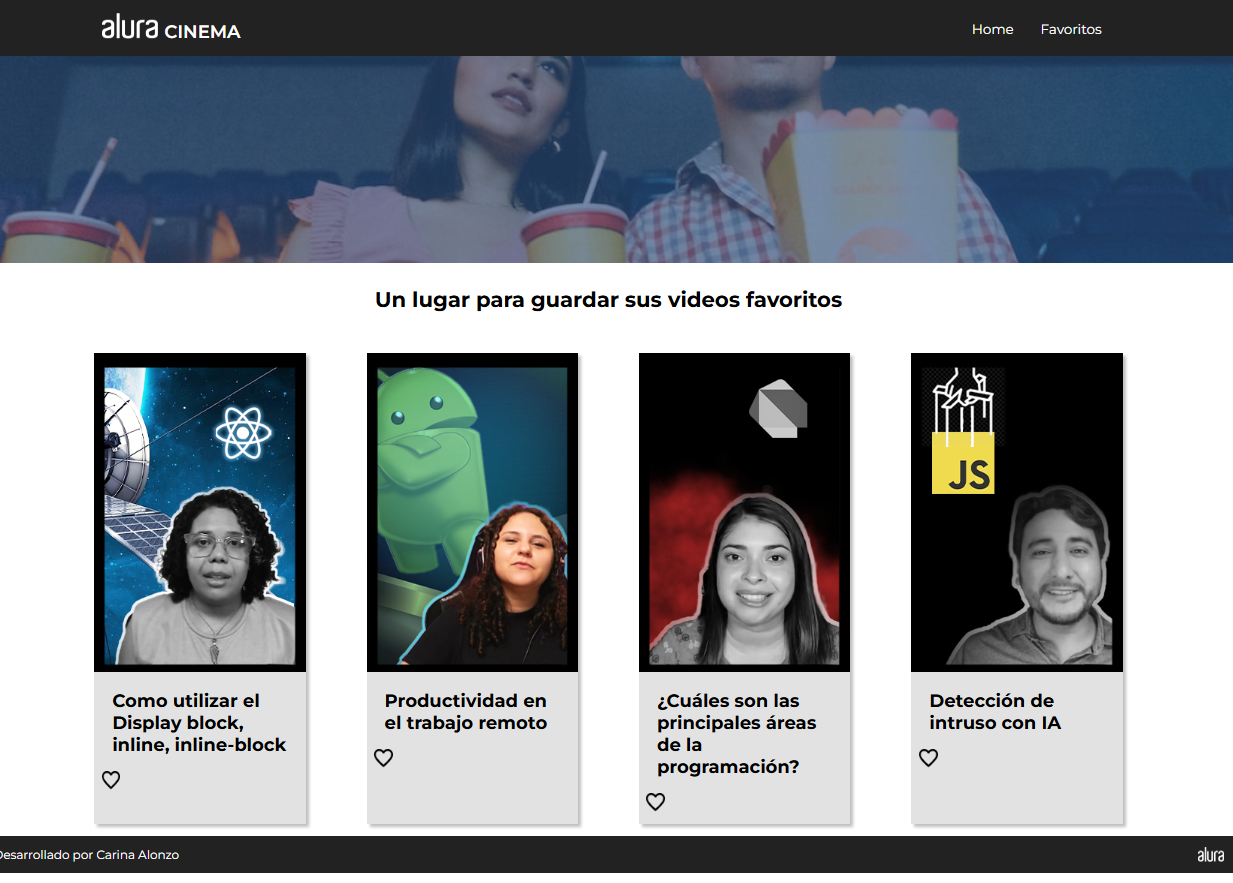 alura CINEMA
Home Favoritos
Un lugar para guardar sus videos favoritos
JS
Como utilizar el
Display block,
inline, inline-block
Productividad en
el trabajo remoto
¿Cuáles son las
principales áreas
de la
programación?
Detección de
intruso con IA
Desarrollado por Carina Alonzo
alura